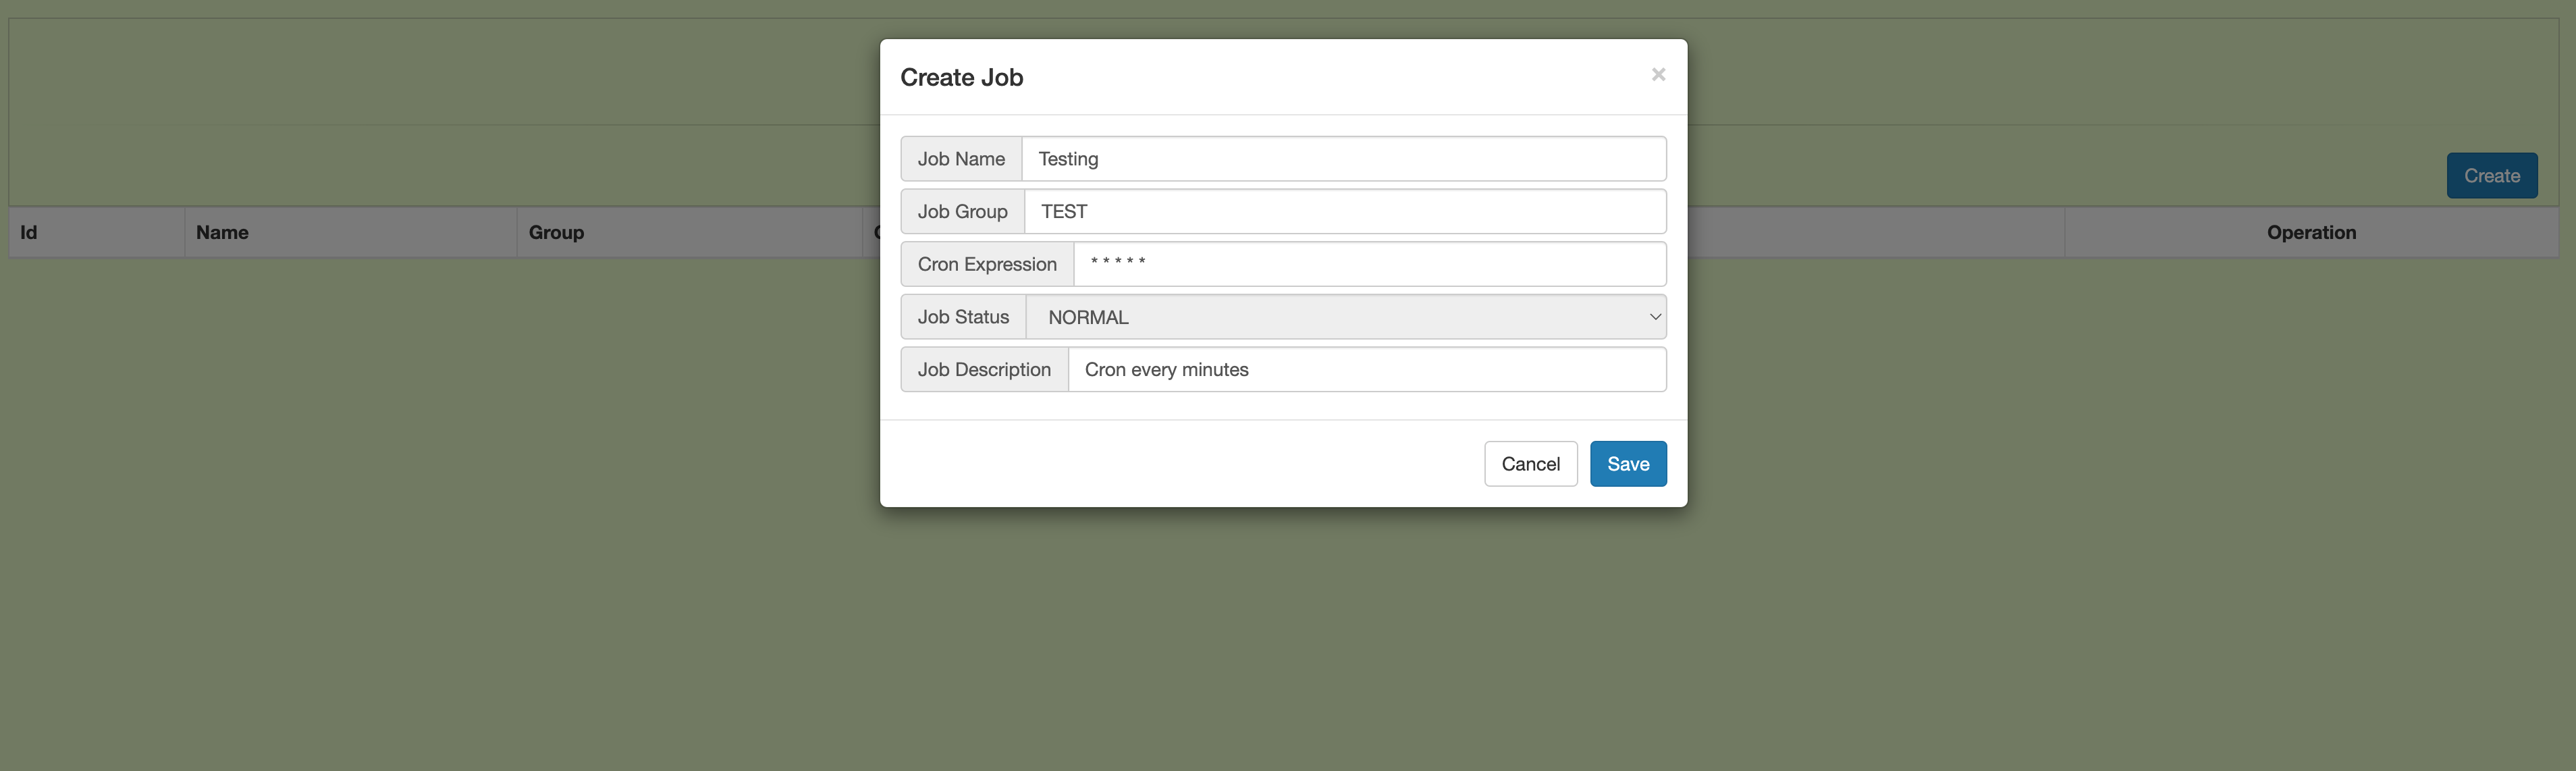 Create Job ×
Job Name Testing
Job Group TEST
Cron Expression * * * * *
Job Status NORMAL
Job Description Cron every minutes
Cancel Save
Create
Id Name Group Operation